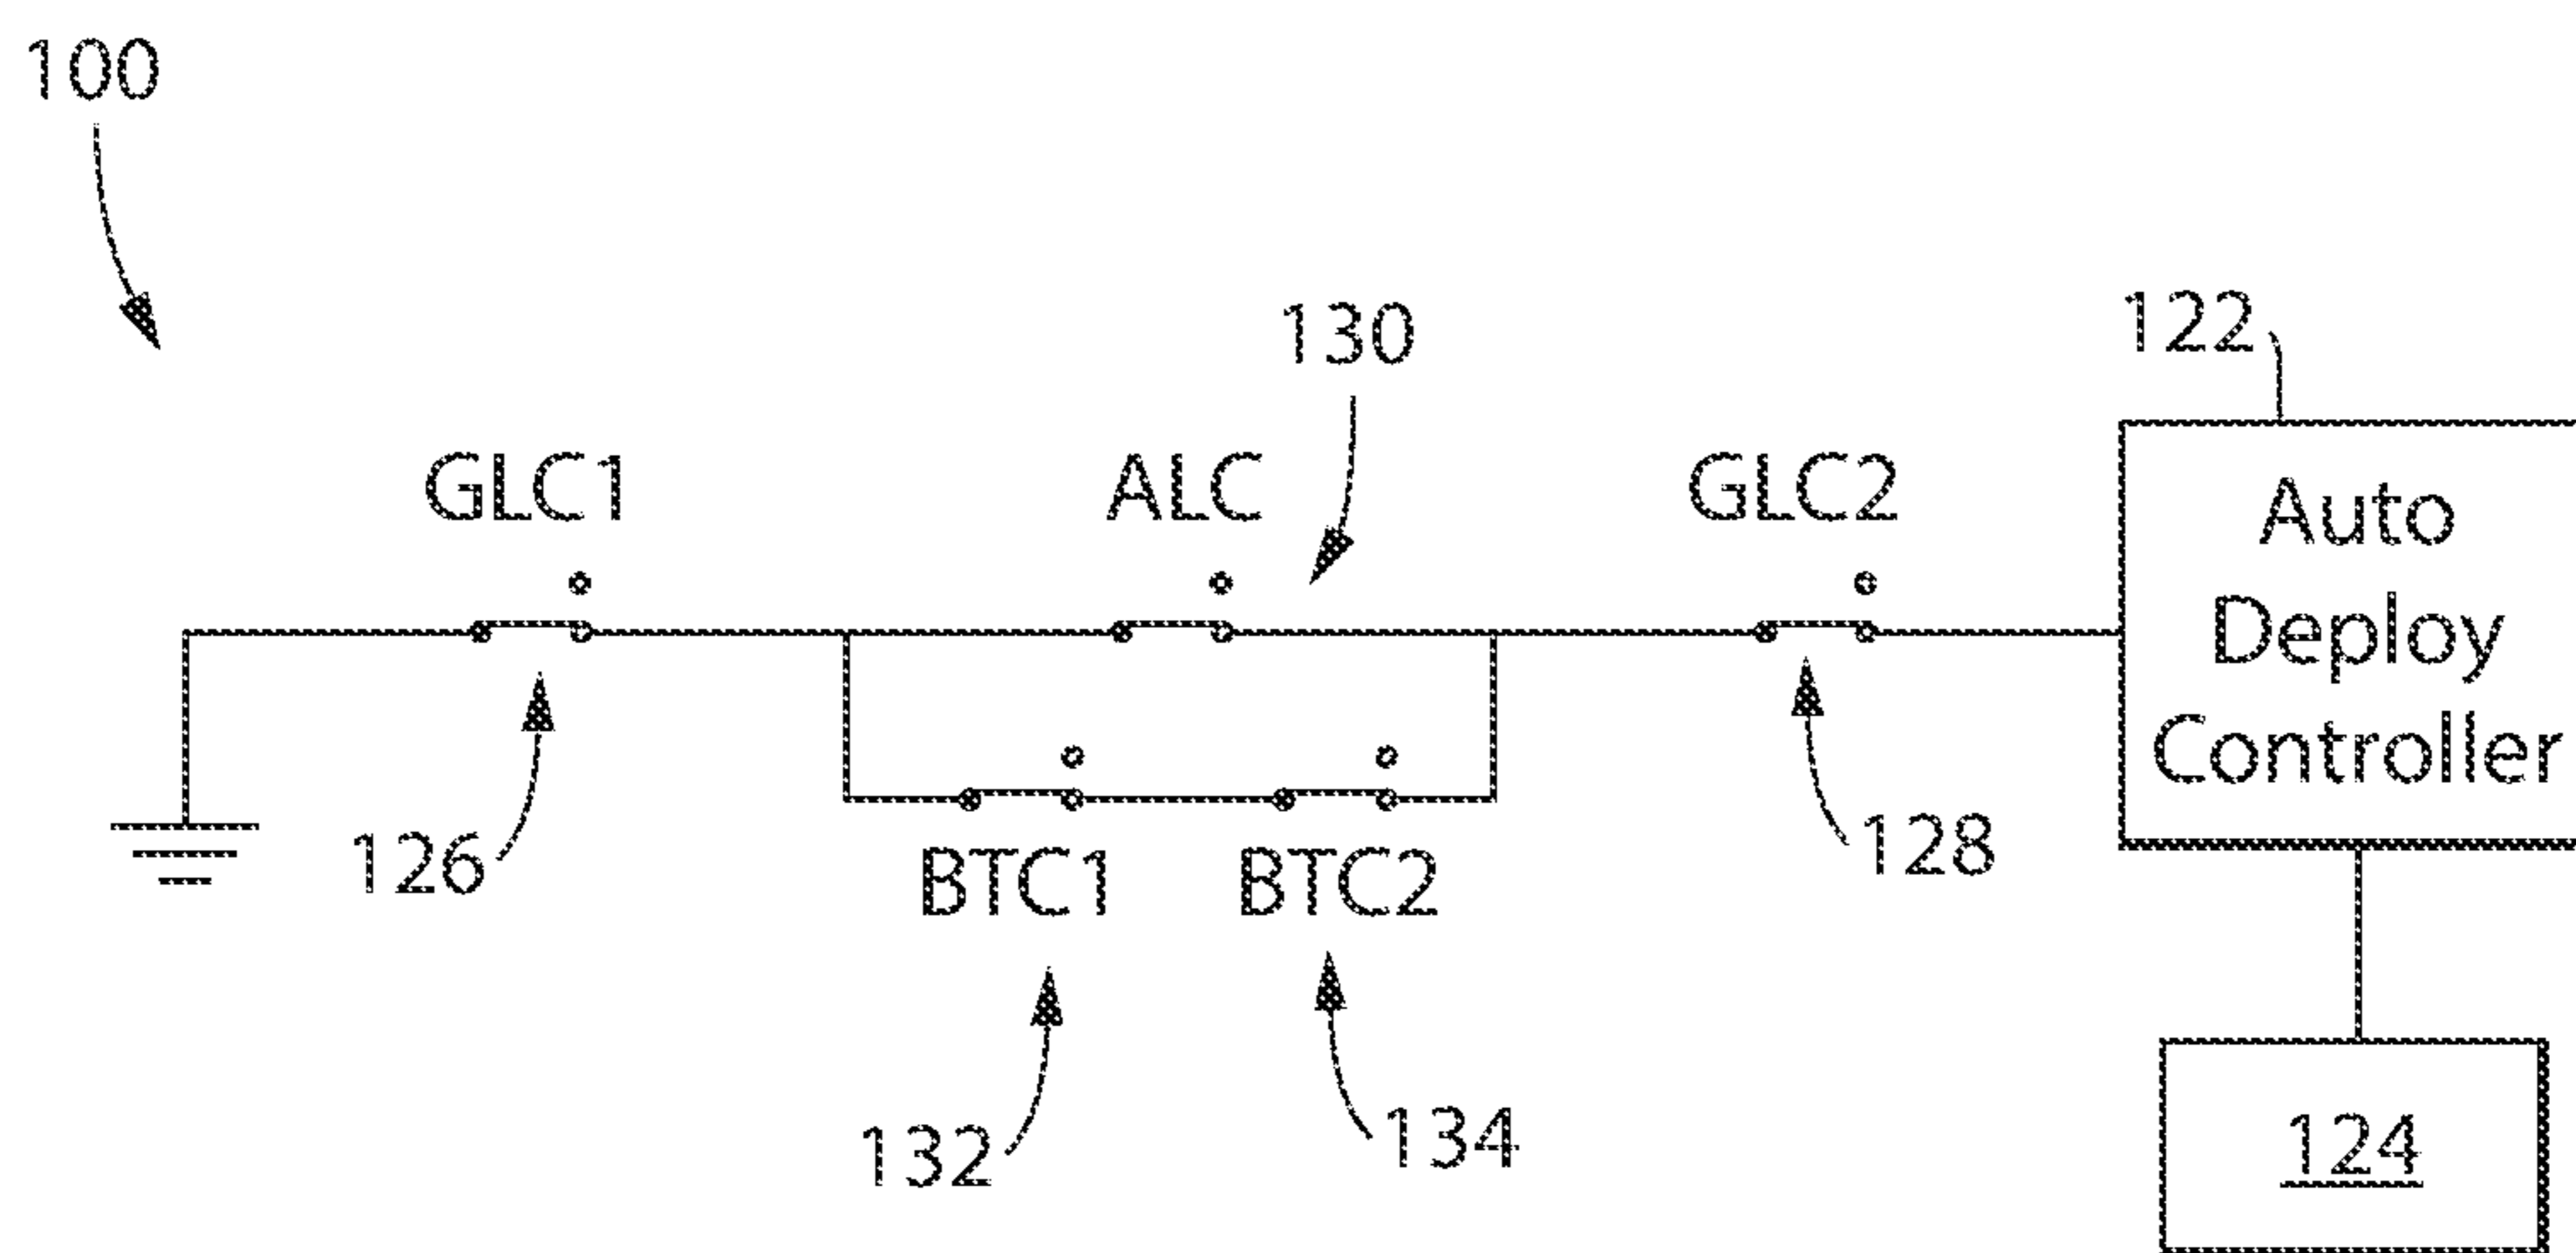 100
130
122
GLC1
ALC
GLC2
Auto
Deploy
Controller
126
BTC1
BTC2
128
132
134
124